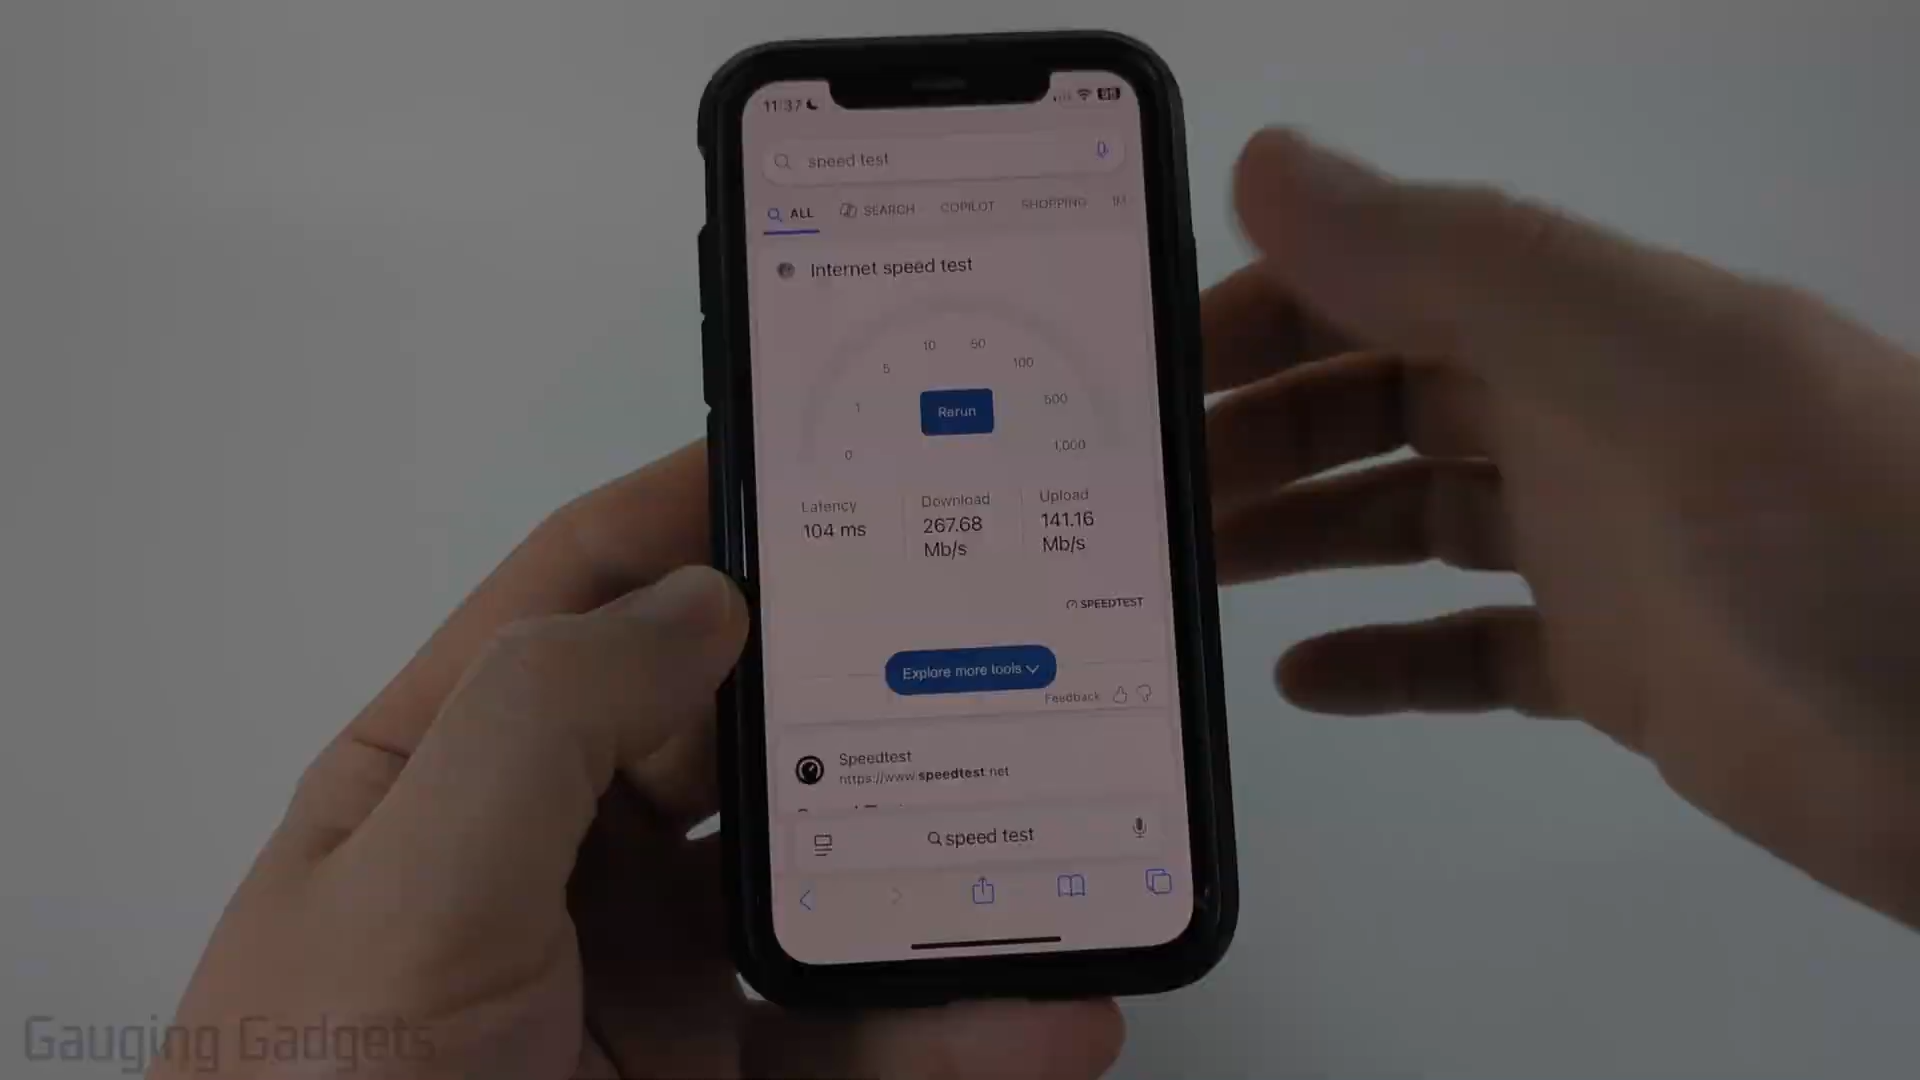 11:37
speed test
ALL SEARCH COPILOT SHOPPING IM
Internet speed test
0 1 5 10 50 100 500 1,000
Rerun
Latency Download Upload
104 ms 267.68 Mb/s 141.16 Mb/s
SPEEDTEST
Explore more tools
Feedback
Speedtest
https://www.speedtest.net
speed test
Gauging Gadgets